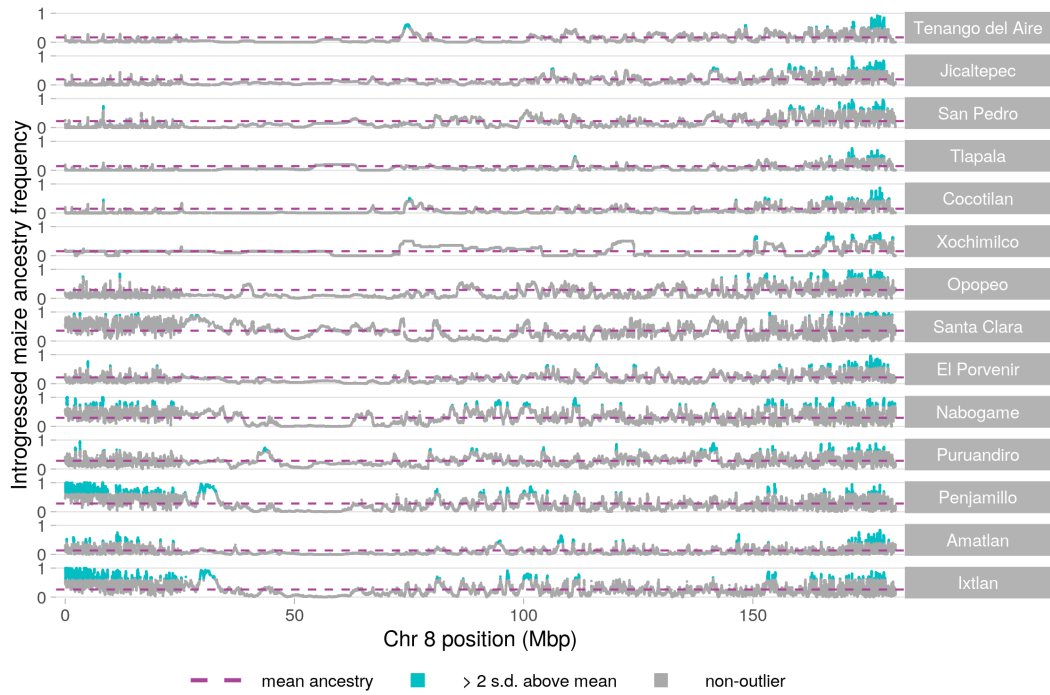 Introgressed maize ancestry frequency
1
0
Tenango del Aire
1
0
Jicaltepec
1
0
San Pedro
1
0
Tlapala
1
0
Cocotilan
1
0
Xochimilco
1
0
Opopeo
1
0
Santa Clara
1
0
El Porvenir
1
0
Nabogame
1
0
Puruandiro
1
0
Penjamillo
1
0
Amatlan
1
0
Ixtlan
0 50 100 150
Chr 8 position (Mbp)
mean ancestry > 2 s.d. above mean non-outlier